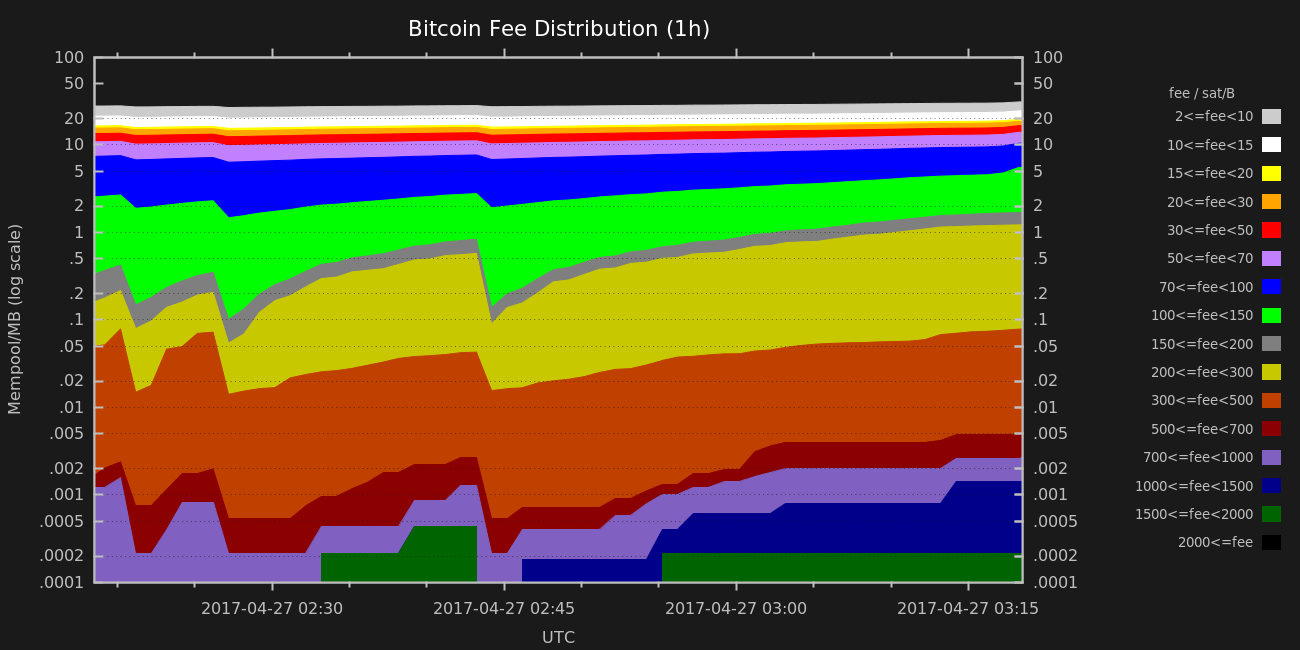 Bitcoin Fee Distribution (1h)
Mempool/MB (log scale)
100
50
20
10
5
2
1
.5
.2
.1
.05
.02
.01
.005
.002
.001
.0005
.0002
.0001
100
50
20
10
5
2
1
.5
.2
.1
.05
.02
.01
.005
.002
.001
.0005
.0002
.0001
2017-04-27 02:30
2017-04-27 02:45
2017-04-27 03:00
2017-04-27 03:15
UTC
fee / sat/B
2<=fee<10
10<=fee<15
15<=fee<20
20<=fee<30
30<=fee<50
50<=fee<70
70<=fee<100
100<=fee<150
150<=fee<200
200<=fee<300
300<=fee<500
500<=fee<700
700<=fee<1000
1000<=fee<1500
1500<=fee<2000
2000<=fee